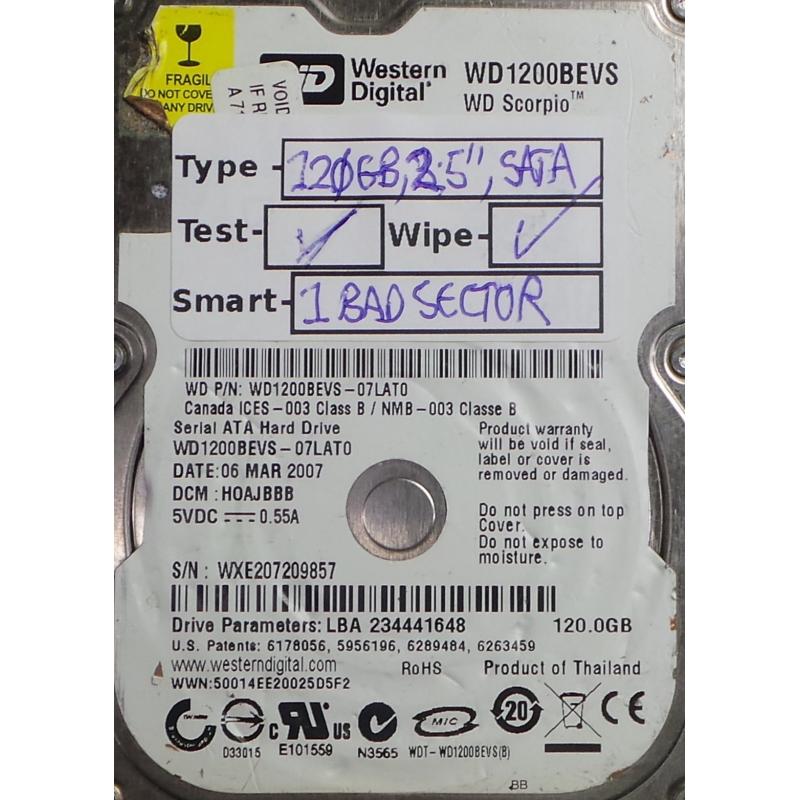 FRAGIL
DO NOT COVE
ANY DRIV
VOID
IF R
WD
Western
Digital®
WD1200BEVS
WD Scorpio™
Type - 120GB, 2.5", SATA
Test- ✓ Wipe- ✓
Smart- 1 BAD SECTOR
WD P/N: WD1200BEVS-07LAT0
Canada ICES-003 Class B / NMB-003 Classe B
Serial ATA Hard Drive
WD1200BEVS-07LAT0
DATE:06 MAR 2007
DCM : HOAJBBB
5VDC 0.55A
Product warranty
will be void if seal,
label or cover is
removed or damaged.
Do not press on top
Cover.
Do not expose to
moisture.
S/N : WXE207209857
Drive Parameters: LBA 234441648 120.0GB
U.S. Patents: 6178056, 5956196, 6289484, 6263459
www.westerndigital.com RoHS Product of Thailand
WWN:50014EE20025D5F2
D33015
c RU us
E101559
N3565
MIC
WDT-WD1200BEVS(B)
20
CE
BB